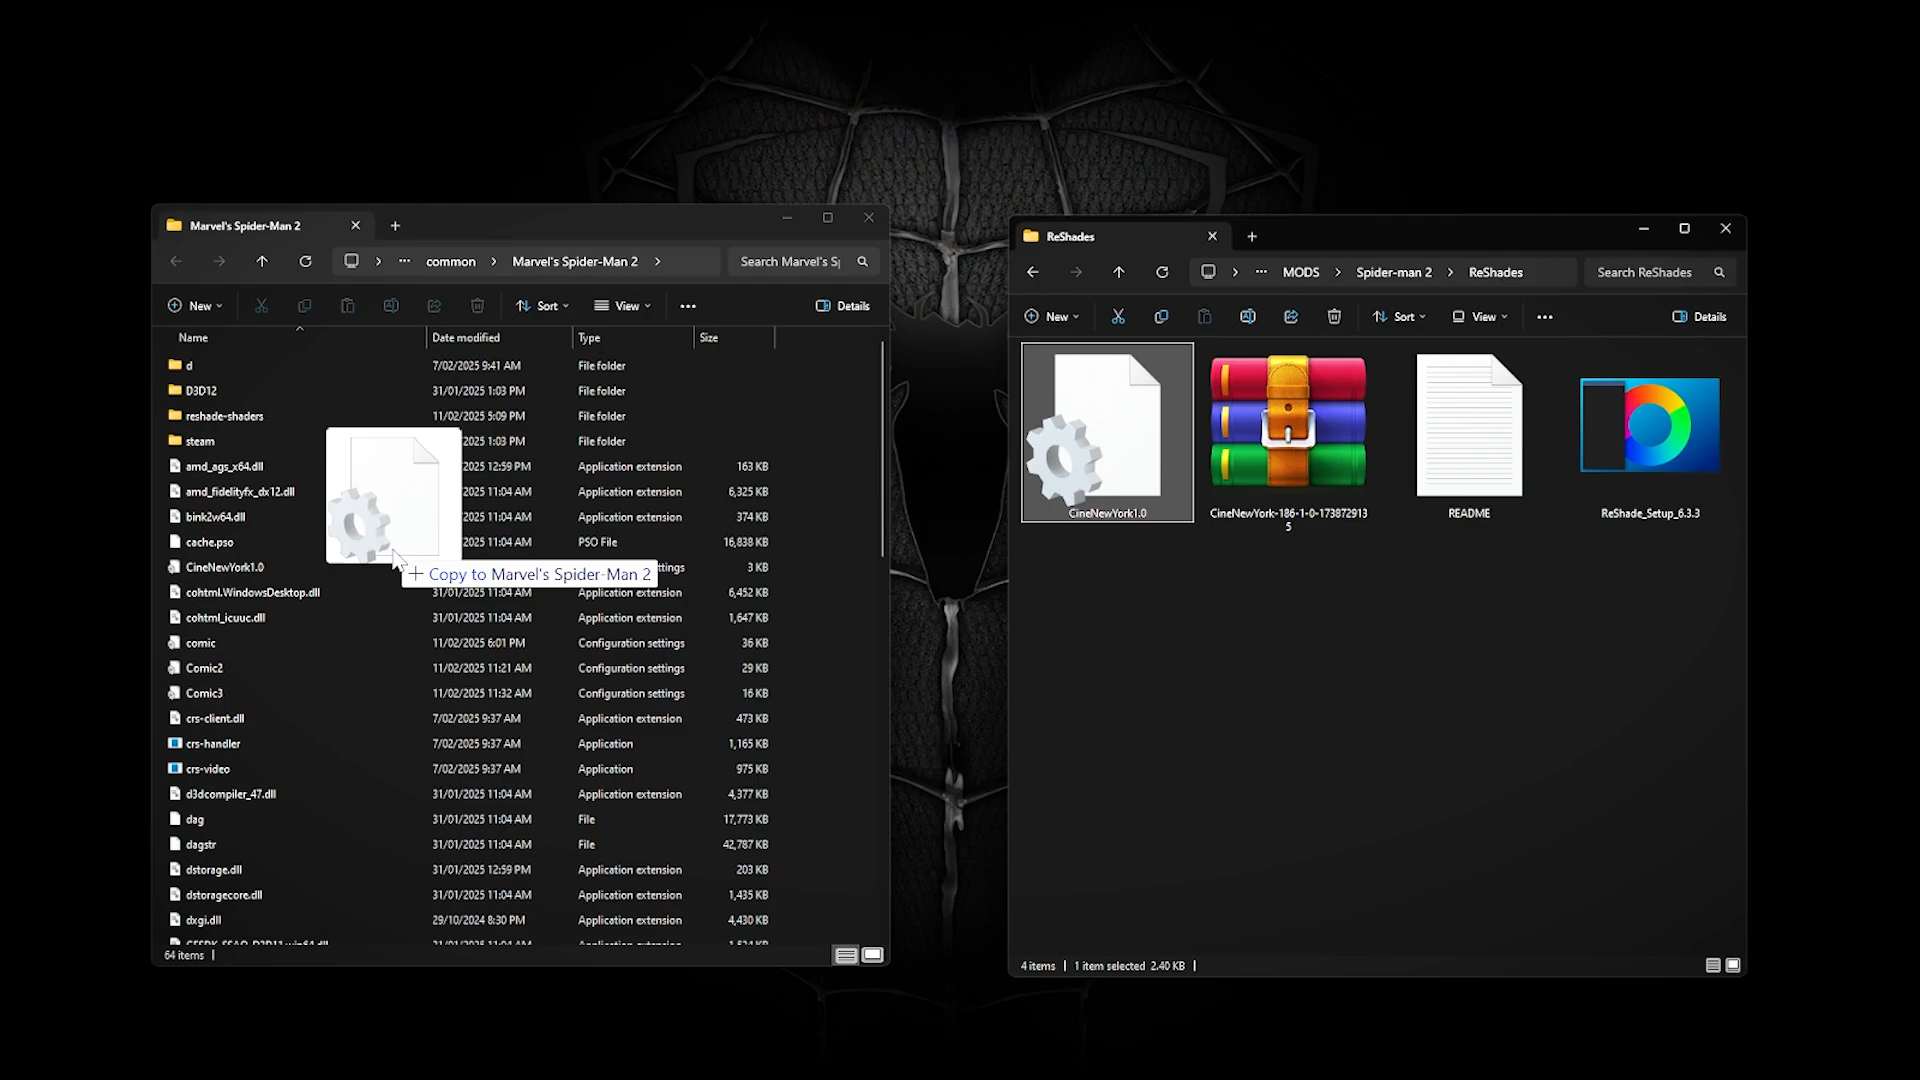 Marvel's Spider-Man 2
common Marvel's Spider-Man 2 Search Marvel's S
New Sort View Details
Name Date modified Type Size
d 7/02/2025 9:41 AM File folder
D3D12 31/01/2025 1:03 PM File folder
reshade-shaders 11/02/2025 5:09 PM File folder
steam 2025 1:03 PM File folder
amd_ags_x64.dll 2025 12:59 PM Application extension 163 KB
amd_fidelityfx_dx12.dll 2025 11:04 AM Application extension 6,325 KB
bink2w64.dll 2025 11:04 AM Application extension 374 KB
cache.pso 2025 11:04 AM PSO File 16,838 KB
CineNewYork1.0 ttings 3 KB
+ Copy to Marvel's Spider-Man 2
cohtml.WindowsDesktop.dll 31/01/2025 11:04 AM Application extension 6,452 KB
cohtml_icuuc.dll 31/01/2025 11:04 AM Application extension 1,647 KB
comic 11/02/2025 6:01 PM Configuration settings 36 KB
Comic2 11/02/2025 11:21 AM Configuration settings 29 KB
Comic3 11/02/2025 11:32 AM Configuration settings 16 KB
crs-client.dll 7/02/2025 9:37 AM Application extension 473 KB
crs-handler 7/02/2025 9:37 AM Application 1,165 KB
crs-video 7/02/2025 9:37 AM Application 975 KB
d3dcompiler_47.dll 31/01/2025 11:04 AM Application extension 4,377 KB
dag 31/01/2025 11:04 AM File 17,773 KB
dagstr 31/01/2025 11:04 AM File 42,787 KB
dstorage.dll 31/01/2025 12:59 PM Application extension 203 KB
dstoragecore.dll 31/01/2025 11:04 AM Application extension 1,435 KB
dxgi.dll 29/10/2024 8:30 PM Application extension 4,430 KB
64 items
ReShades
MODS Spider-man 2 ReShades Search ReShades
New Sort View Details
CineNewYork1.0
CineNewYork-186-1-0-173872913
5
README
ReShade_Setup_6.3.3
4 items 1 item selected 2.40 KB